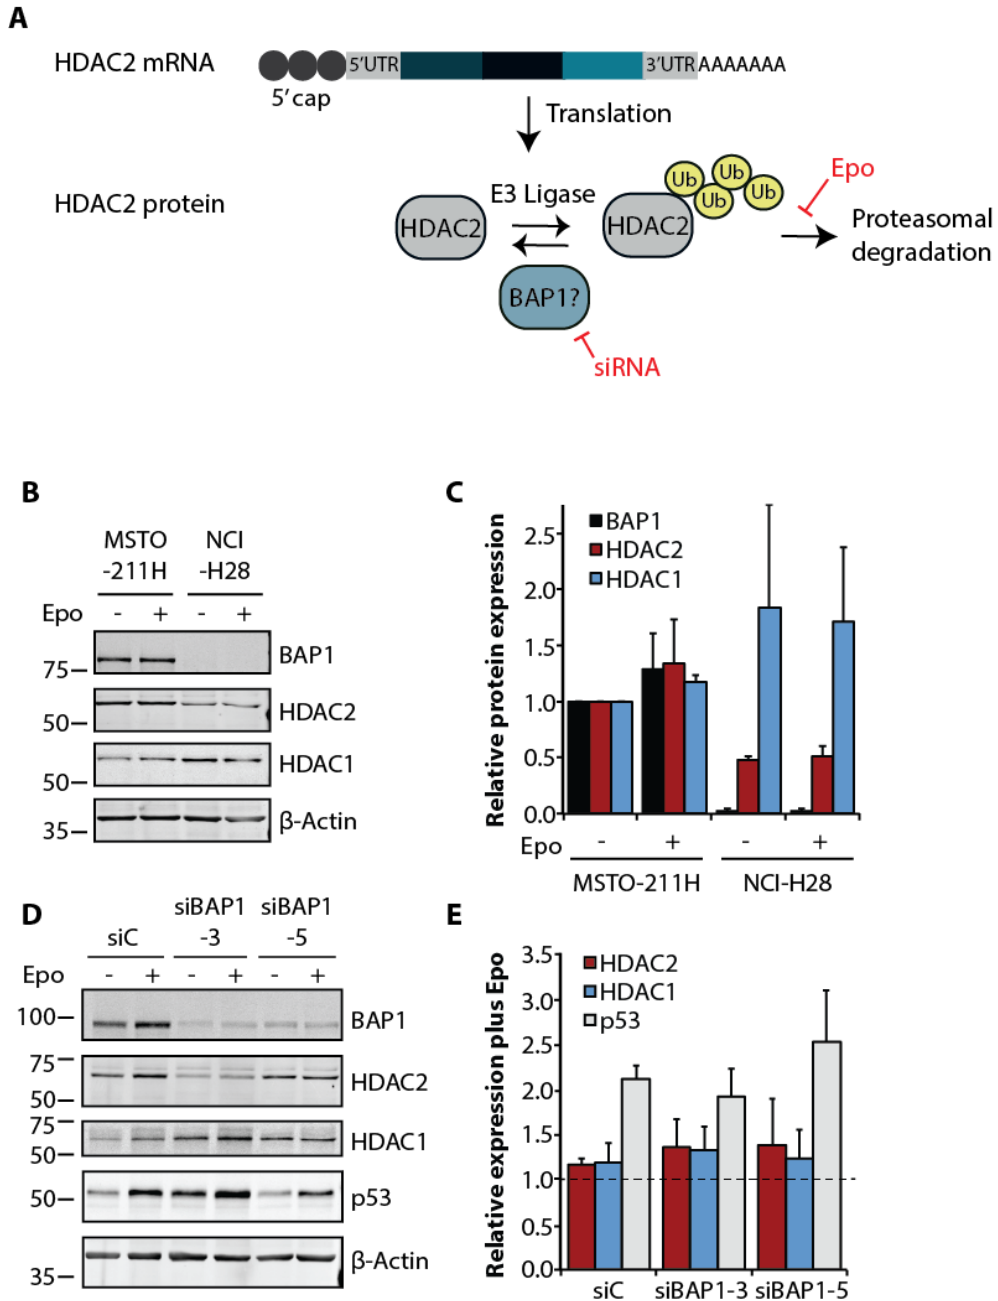 A
HDAC2 mRNA 5'UTR 3'UTR AAAAAAA
5'cap
Translation
HDAC2 protein
HDAC2
E3 Ligase
HDAC2
Ub Ub Ub Ub
Epo
Proteasomal
degradation
BAP1?
siRNA
B
MSTO
-211H
NCI
-H28
Epo - + - +
75 BAP1
50 HDAC2
50 HDAC1
35 β-Actin
C
Relative protein expression
BAP1
HDAC2
HDAC1
2.5
2.0
1.5
1.0
0.5
0.0
Epo - + - +
MSTO-211H NCI-H28
D
siC
siBAP1
-3
siBAP1
-5
Epo - + - + - +
100 BAP1
75
50 HDAC2
75
50 HDAC1
50 p53
35 β-Actin
E
Relative expression plus Epo
HDAC2
HDAC1
p53
3.5
3.0
2.5
2.0
1.5
1.0
0.5
0.0
siC siBAP1-3 siBAP1-5